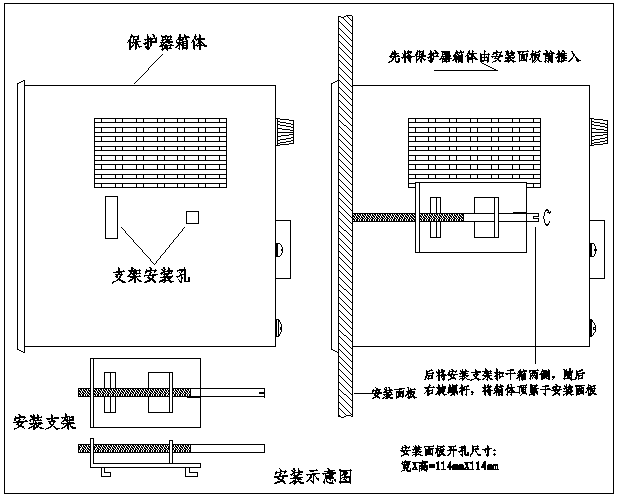 保护器箱体
先将保护器箱体由安装面板前推入
支架安装孔
后将安装支架扣于箱两侧，随后
右旋螺杆，将箱体顶紧于安装面板
安装面板
安装支架
安装面板开孔尺寸:
宽X高=114mmX114mm
安装示意图